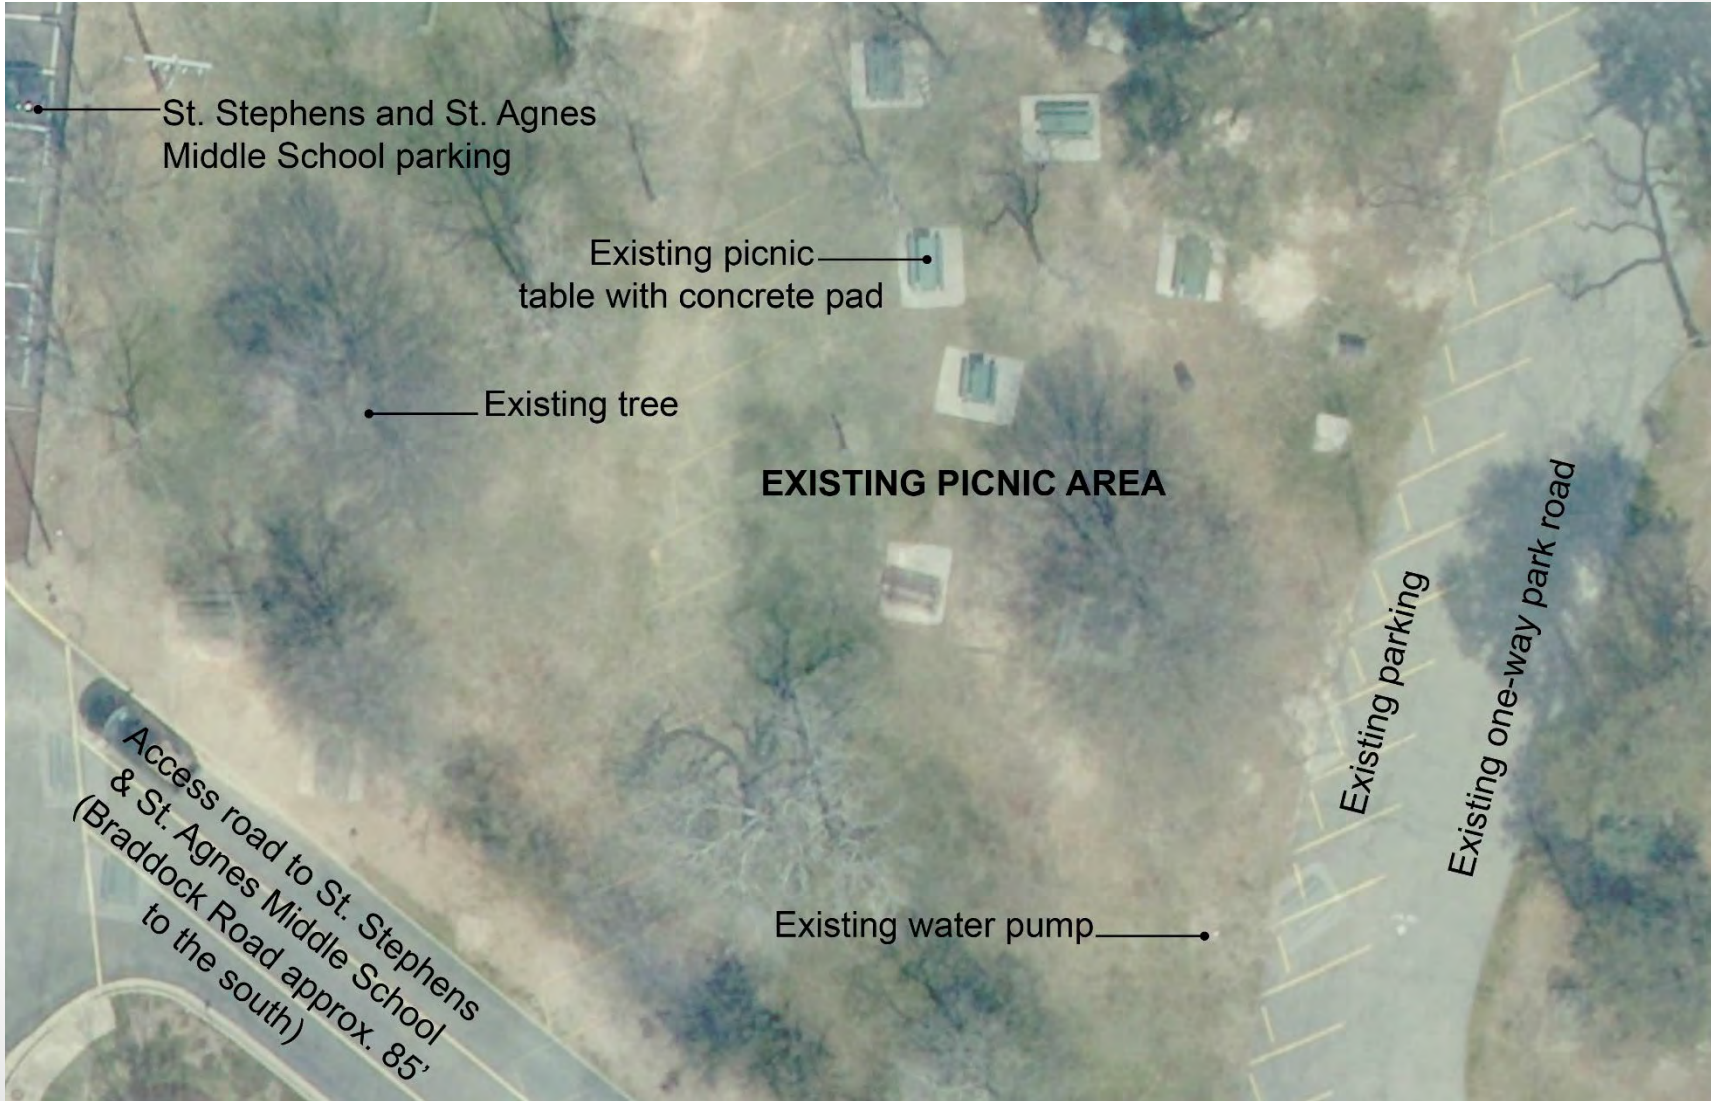 St. Stephens and St. Agnes
Middle School parking
Existing picnic
table with concrete pad
Existing tree
EXISTING PICNIC AREA
Existing parking
Existing one-way park road
Existing water pump
Access road to St. Stephens
& St. Agnes Middle School
(Braddock Road approx. 85’
to the south)